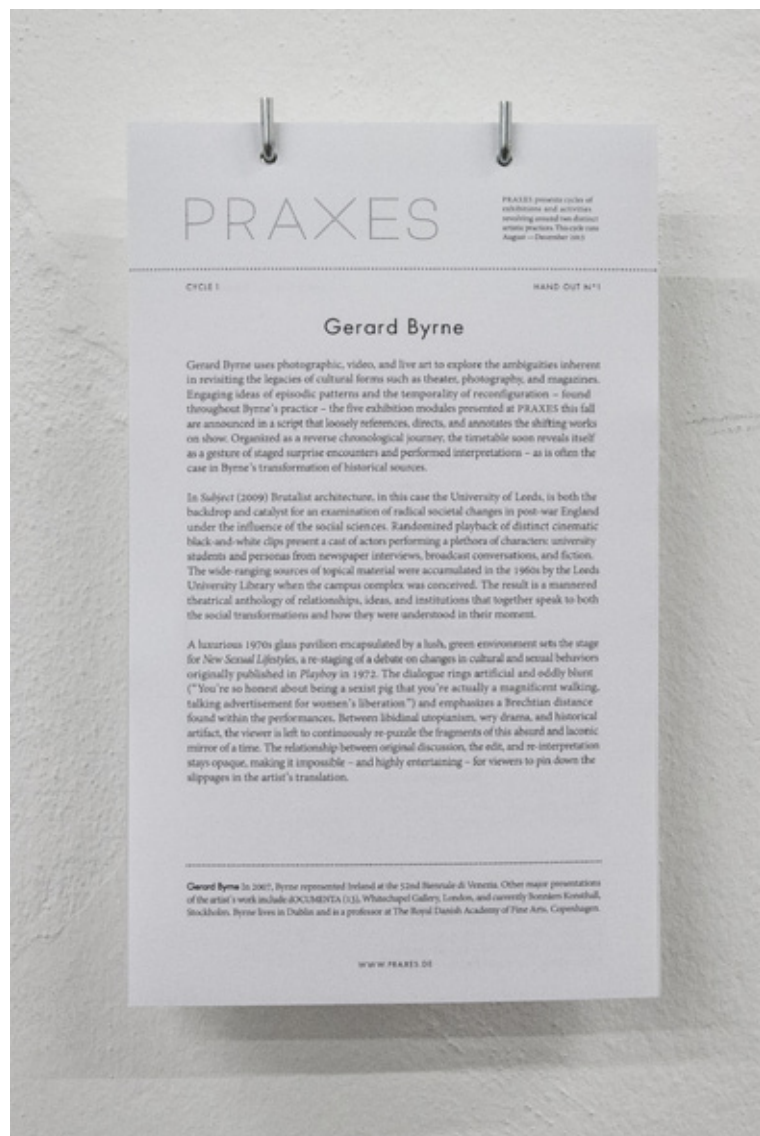 PRAXES
PRAXES presents cycles of
exhibitions and activities
revolving around two distinct
artistic practices. This cycle runs
August – December 2013
CYCLE 1
HAND OUT N°1
Gerard Byrne
Gerard Byrne uses photographic, video, and live art to explore the ambiguities inherent
in revisiting the legacies of cultural forms such as theater, photography, and magazines.
Engaging ideas of episodic patterns and the temporality of reconfiguration – found
throughout Byrne's practice – the five exhibition modules presented at PRAXES this fall
are announced in a script that loosely references, directs, and annotates the shifting works
on show. Organized as a reverse chronological journey, the timetable soon reveals itself
as a gesture of staged surprise encounters and performed interpretations – as is often the
case in Byrne's transformation of historical sources.
In Subject (2009) Brutalist architecture, in this case the University of Leeds, is both the
backdrop and catalyst for an examination of radical societal changes in post-war England
under the influence of the social sciences. Randomized playback of distinct cinematic
black-and-white clips present a cast of actors performing a plethora of characters: university
students and personas from newspaper interviews, broadcast conversations, and fiction.
The wide-ranging sources of topical material were accumulated in the 1960s by the Leeds
University Library when the campus complex was conceived. The result is a mannered
theatrical anthology of relationships, ideas, and institutions that together speak to both
the social transformations and how they were understood in their moment.
A luxurious 1970s glass pavilion encapsulated by a lush, green environment sets the stage
for New Sexual Lifestyles, a re-staging of a debate on changes in cultural and sexual behaviors
originally published in Playboy in 1972. The dialogue rings artificial and oddly blunt
("You're so honest about being a sexist pig that you're actually a magnificent walking,
talking advertisement for women's liberation") and emphasizes a Brechtian distance
found within the performances. Between libidinal utopianism, wry drama, and historical
artifact, the viewer is left to continuously re-puzzle the fragments of this absurd and laconic
mirror of a time. The relationship between original discussion, the edit, and re-interpretation
stays opaque, making it impossible – and highly entertaining – for viewers to pin down the
slippages in the artist's translation.
Gerard Byrne In 2007, Byrne represented Ireland at the 52nd Biennale di Venezia. Other major presentations
of the artist's work include dOCUMENTA (13), Whitechapel Gallery, London, and currently Bonniers Konsthall,
Stockholm. Byrne lives in Dublin and is a professor at The Royal Danish Academy of Fine Arts, Copenhagen.
WWW.PRAXES.DE